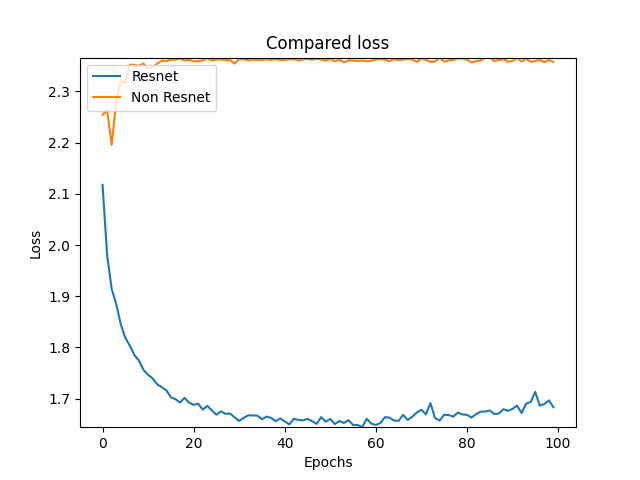 Compared loss
Resnet
Non Resnet
2.3
2.2
2.1
2.0
1.9
1.8
1.7
Loss
0
20
40
60
80
100
Epochs